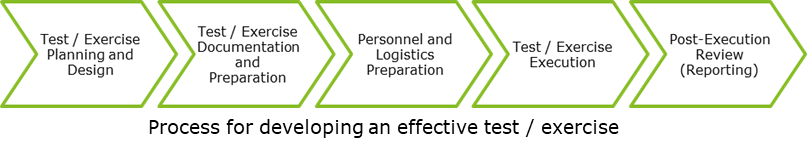 Test / Exercise
Planning and
Design
Test / Exercise
Documentation
and
Preparation
Personnel and
Logistics
Preparation
Test / Exercise
Execution
Post-Execution
Review
(Reporting)
Process for developing an effective test / exercise